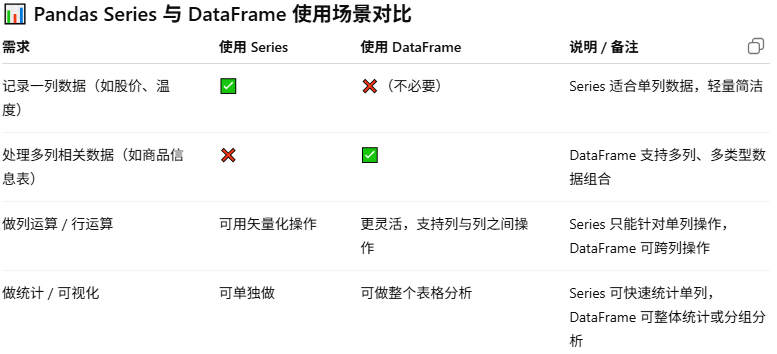 📊 Pandas Series 与 DataFrame 使用场景对比
需求 使用 Series 使用 DataFrame 说明 / 备注
记录一列数据（如股价、温 ✅ ❌（不必要） Series 适合单列数据，轻量简洁
度）
处理多列相关数据（如商品信 ❌ ✅ DataFrame 支持多列、多类型数
息表） 据组合
做列运算 / 行运算 可用矢量化操作 更灵活，支持列与列之间操 Series 只能针对单列操作，
作 DataFrame 可跨列操作
做统计 / 可视化 可单独做 可做整个表格分析 Series 可快速统计单列，
DataFrame 可整体统计或分组分
析